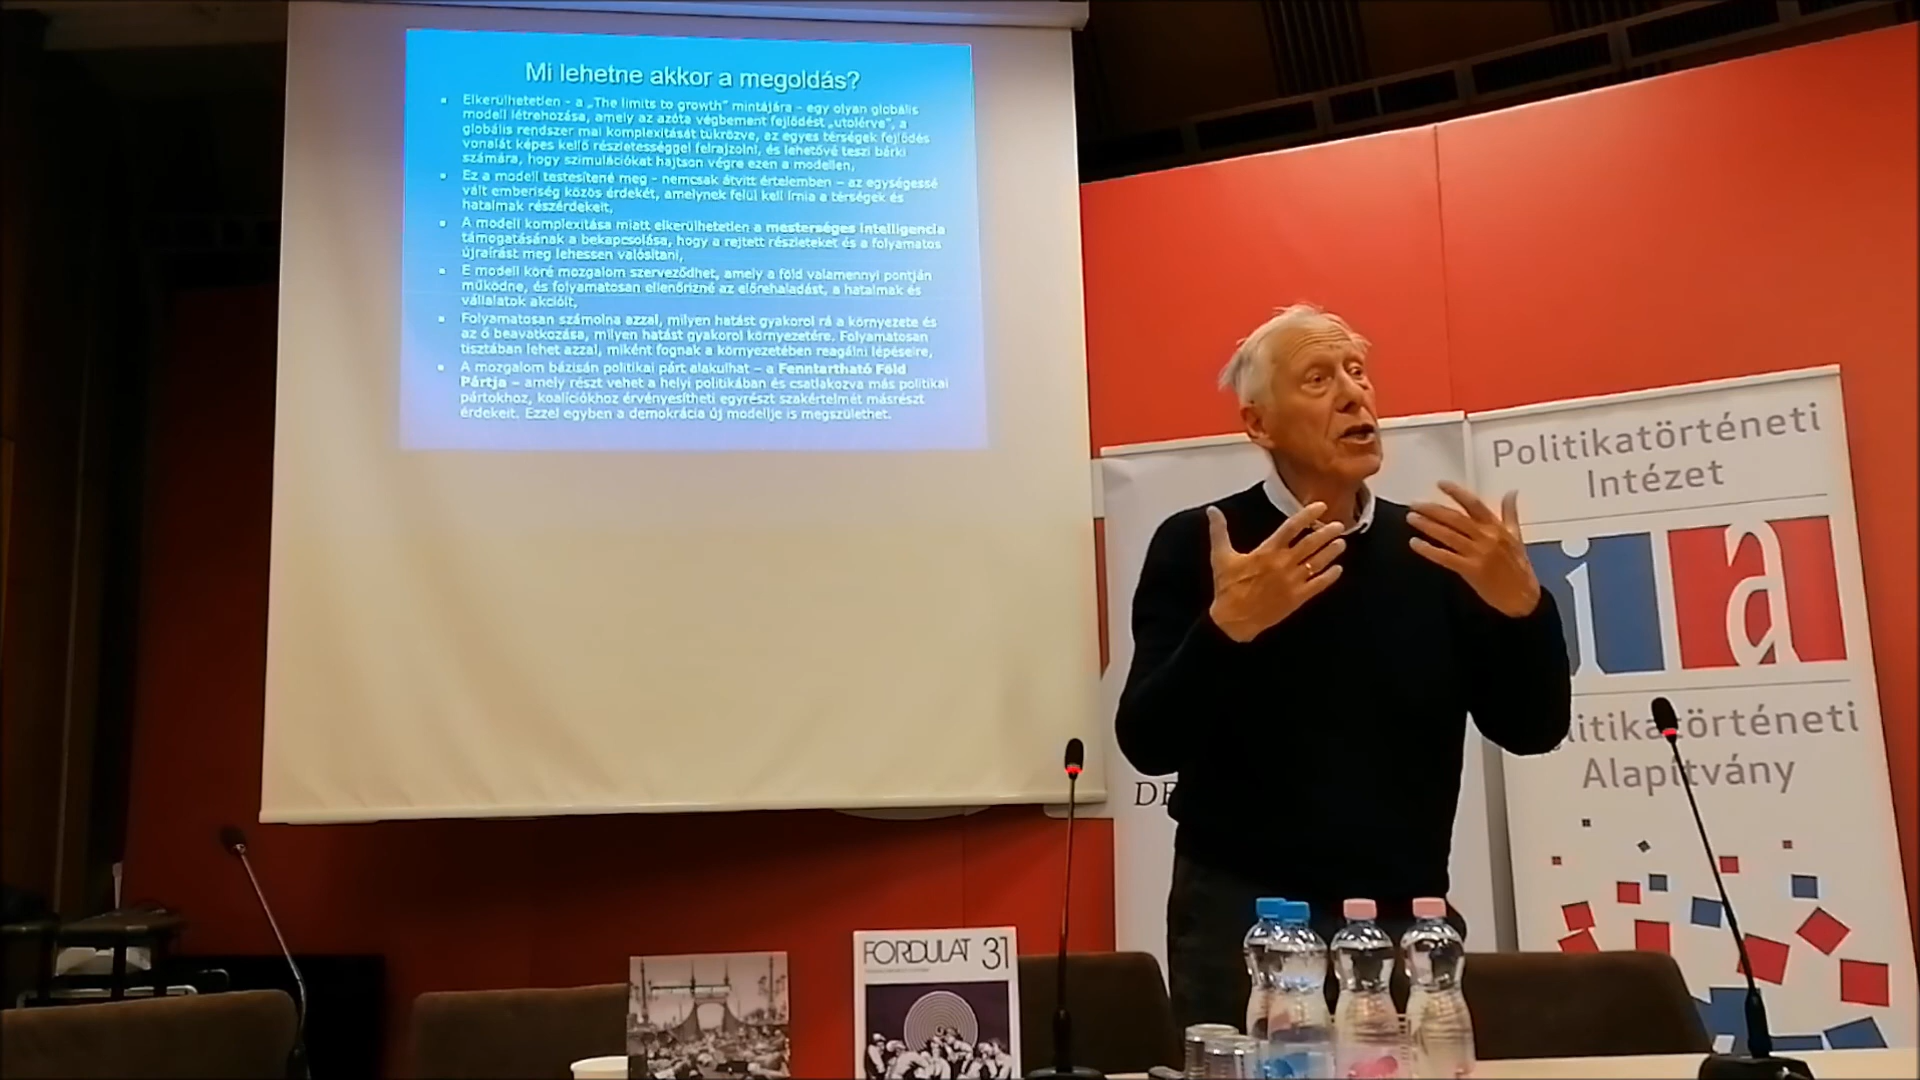 Mi lehetne akkor a megoldás?
Elkerülhetetlen - a „The limits to growth" mintájára - egy olyan globális
modell létrehozása, amely az azóta végbement fejlődést „utolérve", a
globális rendszer mai komplexitását tükrözve, az egyes térségek fejlődés
vonalát képes kellő részletességgel felrajzolni, és lehetővé teszi bárki
számára, hogy szimulációkat hajtson végre ezen a modellen,
Ez a modell testesítené meg - nemcsak átvitt értelemben – az egységessé
vált emberiség közös érdekét, amelynek felül kell írnia a térségek és
hatalmak részérdekeit,
A modell komplexitása miatt elkerülhetetlen a mesterséges intelligencia
támogatásának a bekapcsolása, hogy a rejtett részleteket és a folyamatos
újraírást meg lehessen valósítani,
E modell köré mozgalom szerveződhet, amely a föld valamennyi pontján
működne, és folyamatosan ellenőrizné az előrehaladást, a hatalmak és
vállalatok akcióit,
Folyamatosan számolna azzal, milyen hatást gyakorol rá a környezete és
az ő beavatkozása, milyen hatást gyakorol környezetére. Folyamatosan
tisztában lehet azzal, miként fognak a környezetében reagálni lépéseire,
A mozgalom bázisán politikai párt alakulhat – a Fenntartható Föld
Pártja – amely részt vehet a helyi politikában és csatlakozva más politikai
pártokhoz, koalíciókhoz érvényesítheti egyrészt szakértelmét másrészt
érdekeit. Ezzel egyben a demokrácia új modellje is megszülethet.
Politikatörténeti
Intézet
i a
litikatörténeti
Alapítvány
DE
FORDULAT 31